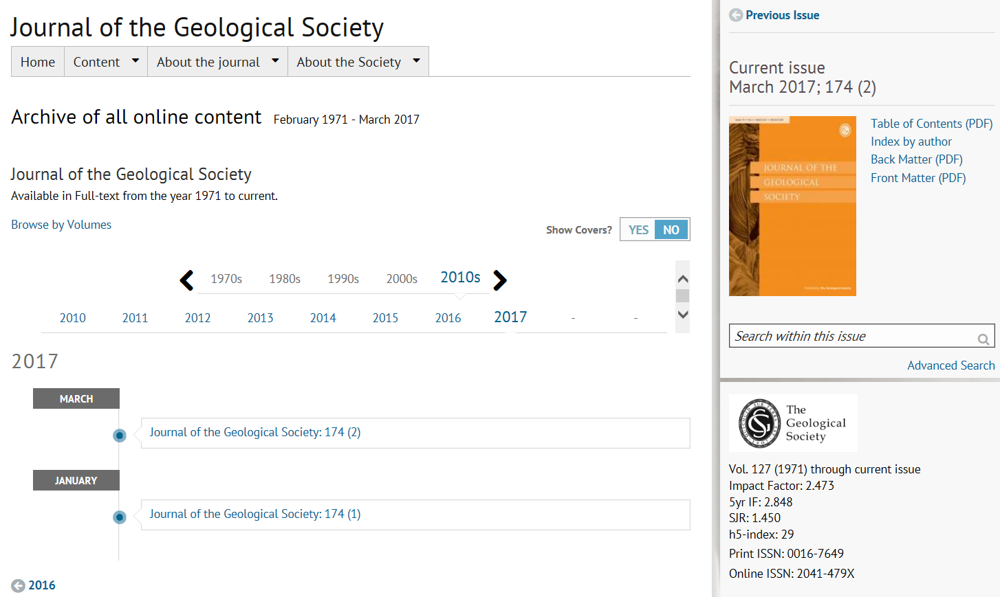 Journal of the Geological Society
Home Content About the journal About the Society
Archive of all online content February 1971 - March 2017
Journal of the Geological Society
Available in Full-text from the year 1971 to current.
Browse by Volumes
Show Covers? YES NO
1970s 1980s 1990s 2000s 2010s
2010 2011 2012 2013 2014 2015 2016 2017 - -
2017
MARCH
Journal of the Geological Society: 174 (2)
JANUARY
Journal of the Geological Society: 174 (1)
2016
Previous Issue
Current issue
March 2017; 174 (2)
JOURNAL OF THE
GEOLOGICAL
SOCIETY
Table of Contents (PDF)
Index by author
Back Matter (PDF)
Front Matter (PDF)
Search within this issue
Advanced Search
The
Geological
Society
Vol. 127 (1971) through current issue
Impact Factor: 2.473
5yr IF: 2.848
SJR: 1.450
h5-index: 29
Print ISSN: 0016-7649
Online ISSN: 2041-479X